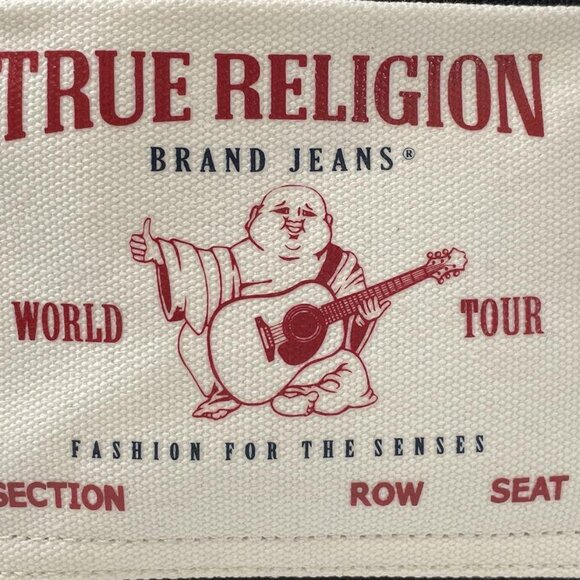 TRUE RELIGION
BRAND JEANS®
WORLD TOUR
FASHION FOR THE SENSES
SECTION ROW SEAT